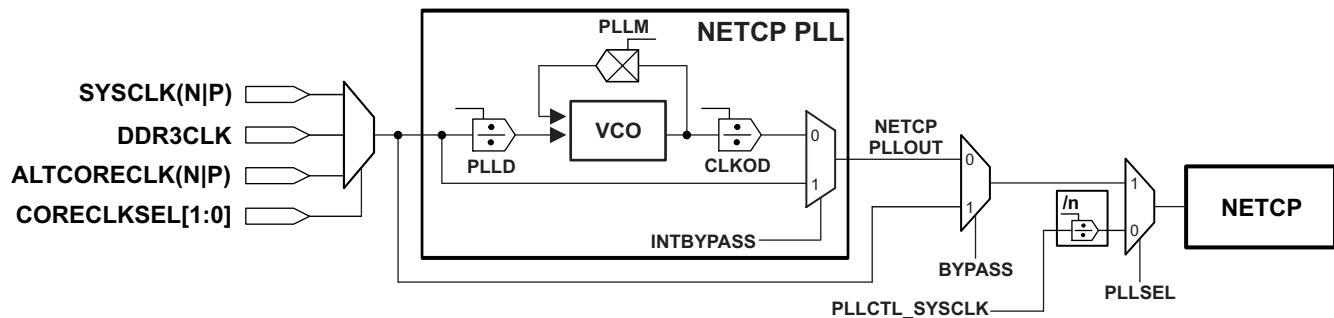 NETCP PLL
PLLM
SYSCLK(N|P)
DDR3CLK
ALTCORECLK(N|P)
CORECLKSEL[1:0]
PLLD
VCO
CLKOD
0
1
INTBYPASS
NETCP
PLLOUT
0
1
BYPASS
/n
PLLCTL_SYSCLK
1
0
PLLSEL
NETCP